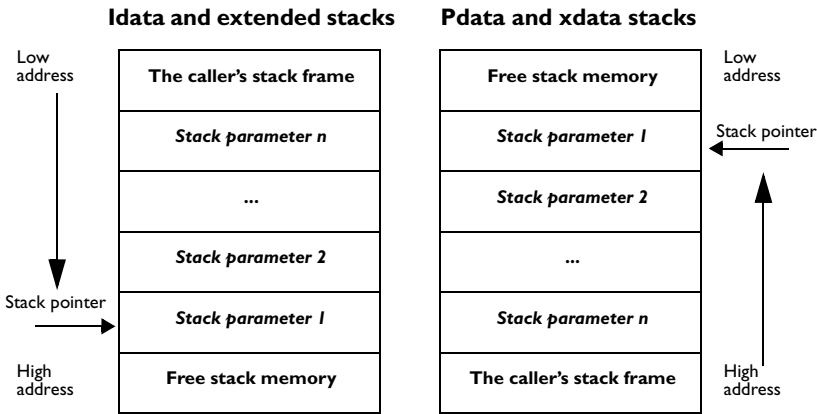 Idata and extended stacks
Low
address
The caller's stack frame
Stack parameter n
...
Stack parameter 2
Stack pointer
Stack parameter 1
High
address
Free stack memory
Pdata and xdata stacks
Free stack memory
Low
address
Stack parameter 1
Stack pointer
Stack parameter 2
...
Stack parameter n
The caller's stack frame
High
address